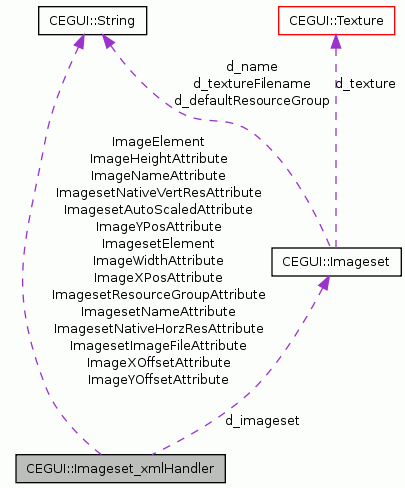 CEGUI::String
CEGUI::Texture
d_name
d_textureFilename
d_defaultResourceGroup
d_texture
ImageElement
ImageHeightAttribute
ImageNameAttribute
ImagesetNativeVertResAttribute
ImagesetAutoScaledAttribute
ImageYPosAttribute
ImagesetElement
ImageWidthAttribute
ImageXPosAttribute
ImagesetResourceGroupAttribute
ImagesetNameAttribute
ImagesetNativeHorzResAttribute
ImagesetImageFileAttribute
ImageXOffsetAttribute
ImageYOffsetAttribute
CEGUI::Imageset
d_imageset
CEGUI::Imageset_xmlHandler